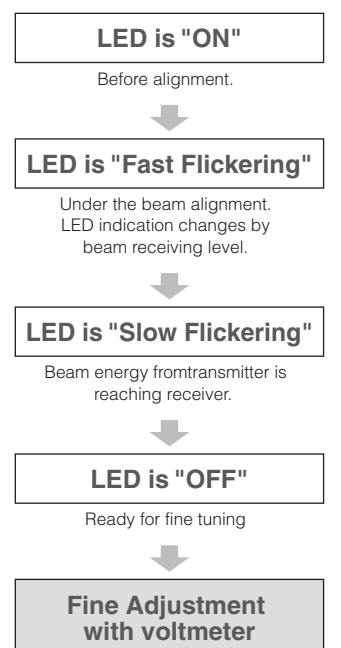 LED is "ON"
Before alignment.
LED is "Fast Flickering"
Under the beam alignment.
LED indication changes by
beam receiving level.
LED is "Slow Flickering"
Beam energy fromtransmitter is
reaching receiver.
LED is "OFF"
Ready for fine tuning
Fine Adjustment
with voltmeter